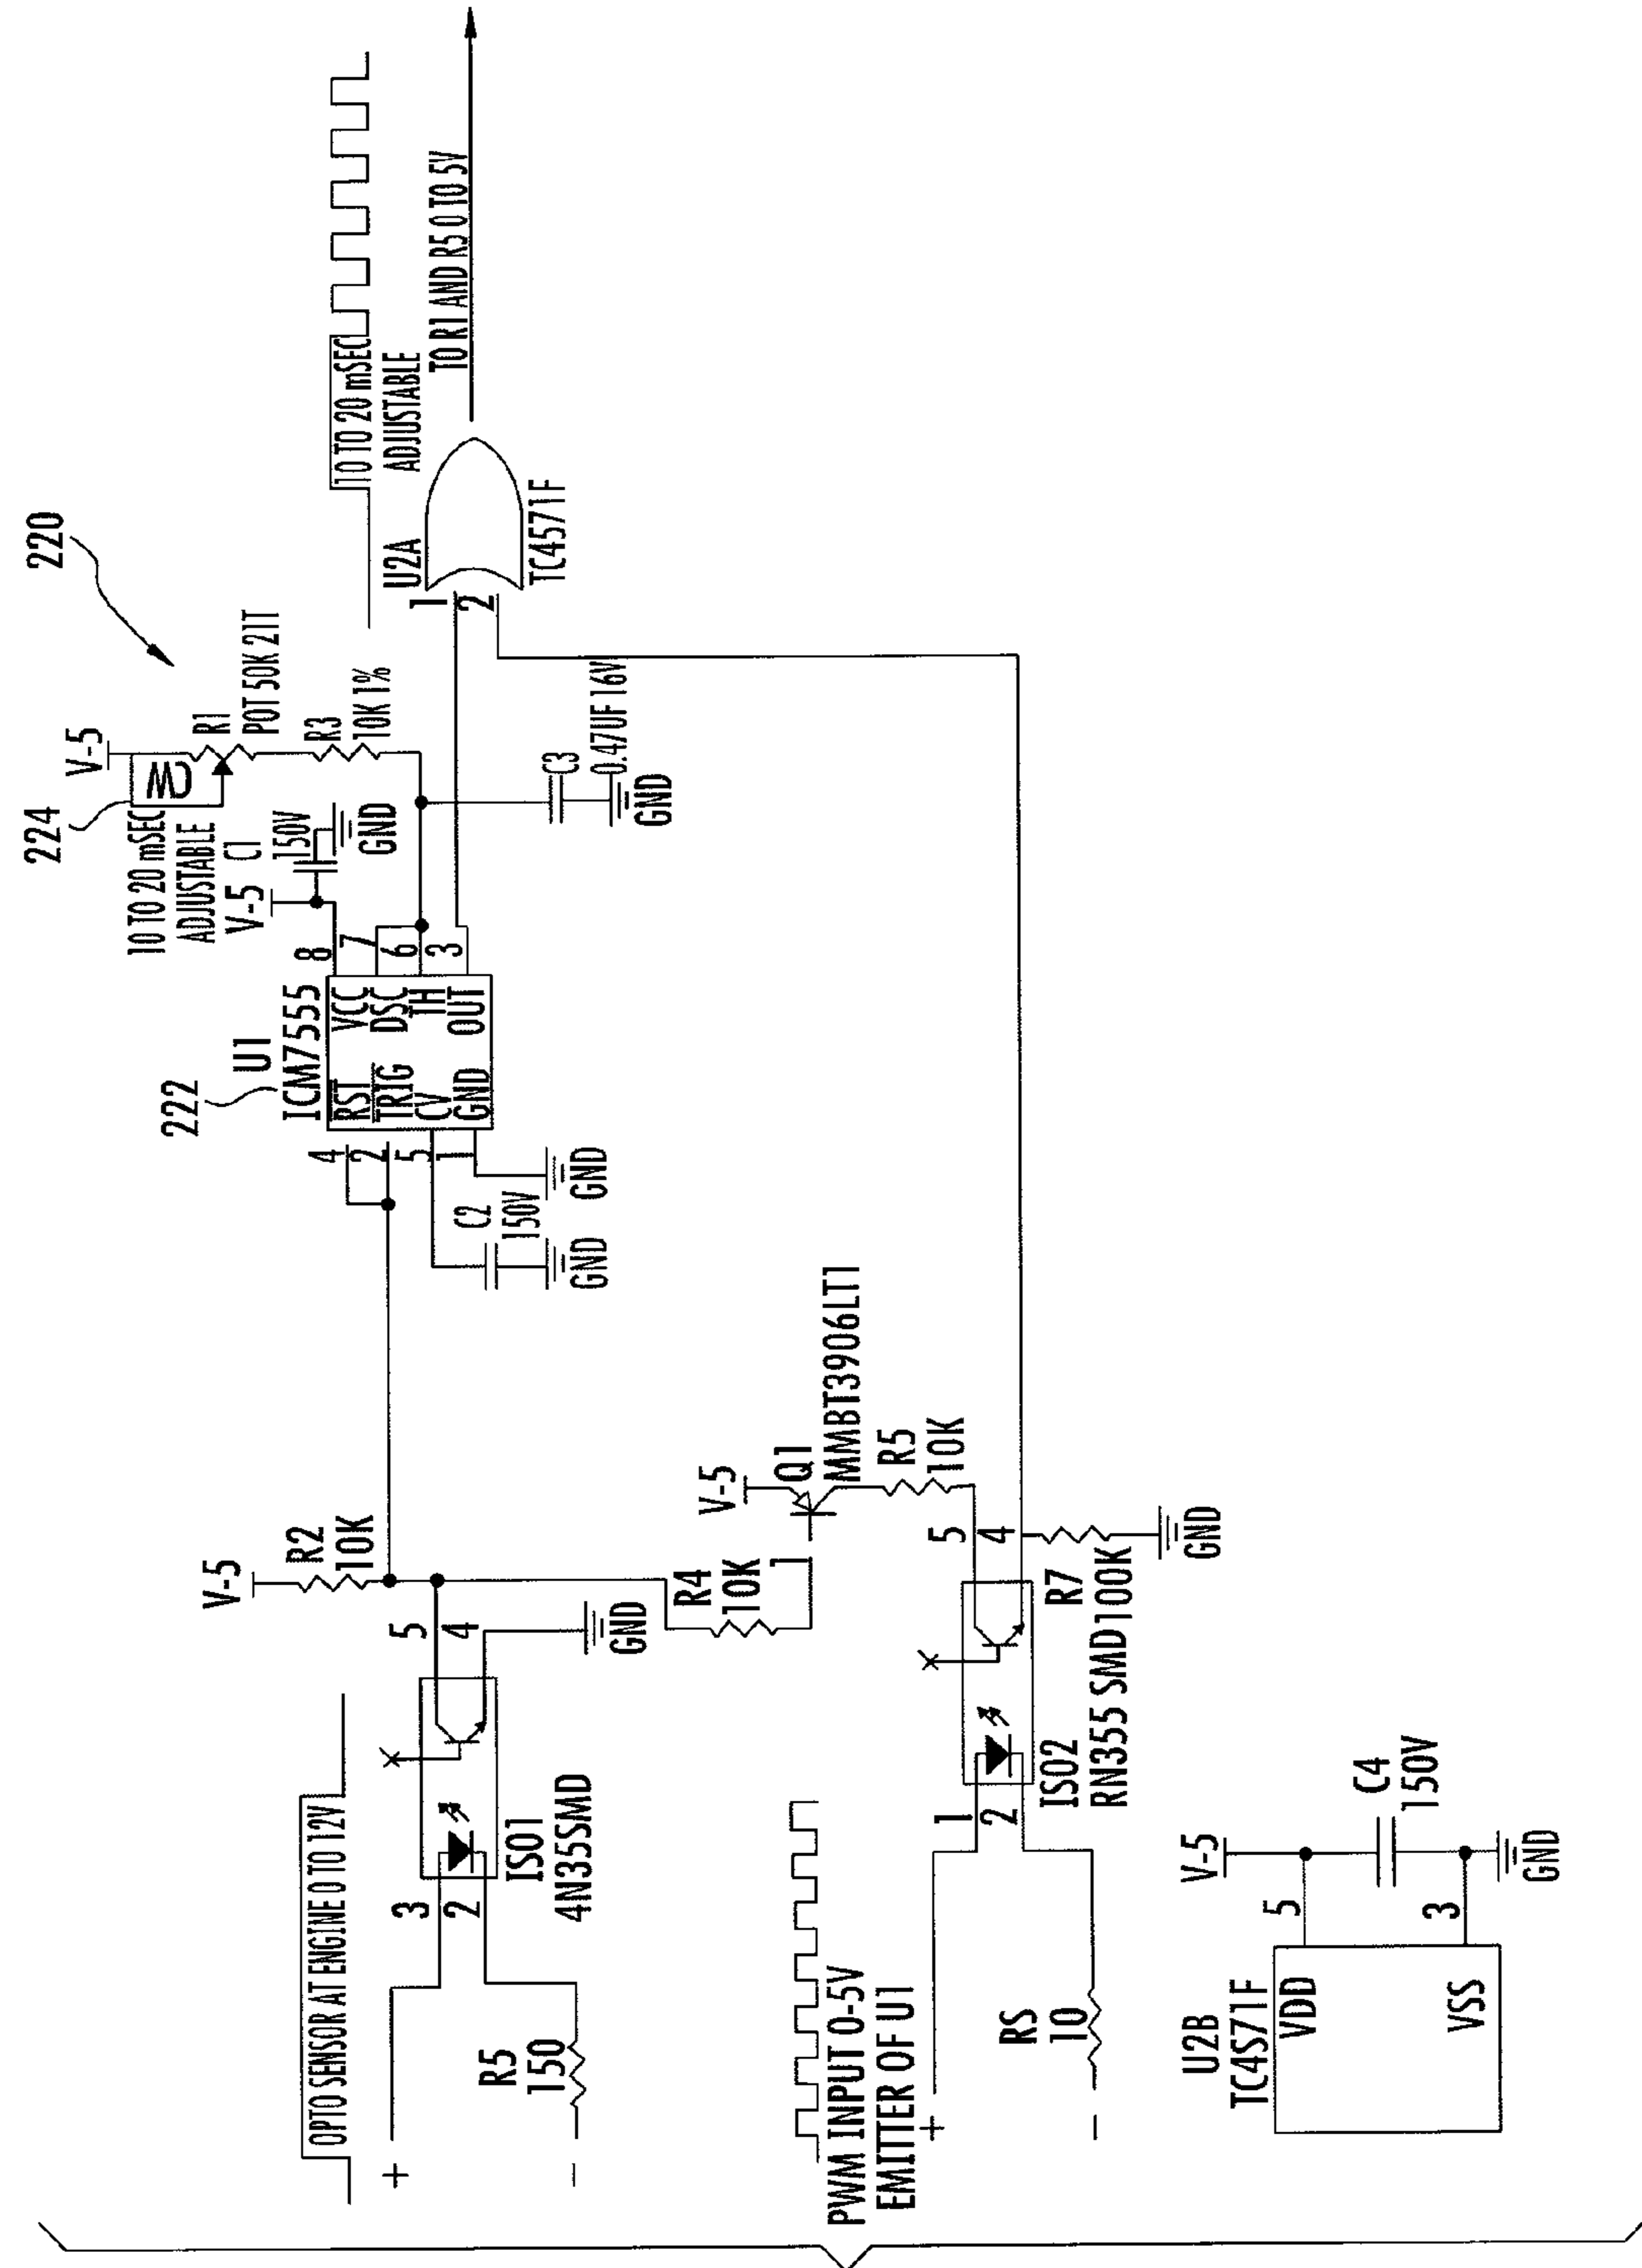 220
10 TO 20 mSEC
ADJUSTABLE
TO R1 AND R5 0 TO 5V
U2A
1
2
TC4571F
224
V-5
CW
R1
POT 50K 21T
R3
10K 1%
10 TO 20 mSEC
ADJUSTABLE
V-5
C1
150V
GND
C3
0.47UF 16V
GND
222
U1
ICM7555
RST
TRIG
CV
GND
VCC
DSC
TH
OUT
4
2
5
1
8
7
6
3
C2
150V
GND
GND
V-5
R2
10K
OPTO SENSOR AT ENGINE 0 TO 12V
+
-
R5
150
3
2
5
4
ISO1
4N35SMD
GND
R4
10K
1
V-5
Q1
MMBT3906LT1
R5
10K
PWM INPUT 0-5V
EMITTER OF U1
+
-
RS
10
1
2
5
4
ISO2
RN355 SMD
R7
100K
GND
U2B
TC4S71F
VDD
VSS
5
3
V-5
C4
150V
GND